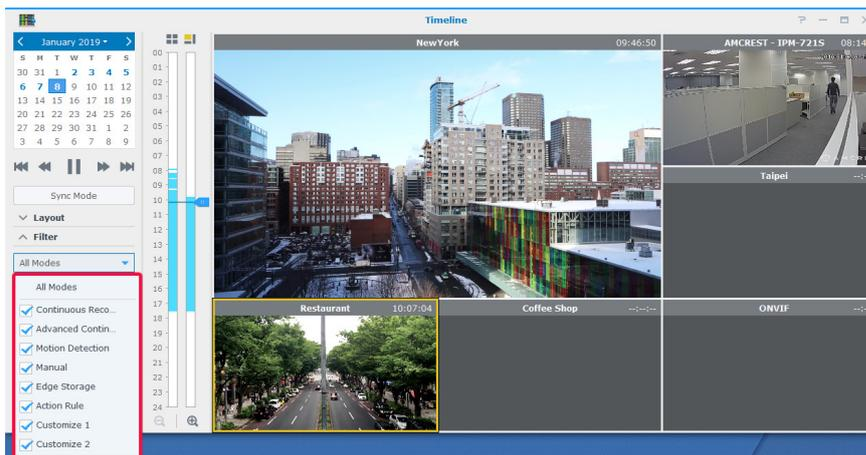 Timeline
January 2019
S M T W T F S
30 31 1 2 3 4 5
6 7 8 9 10 11 12
13 14 15 16 17 18 19
20 21 22 23 24 25 26
27 28 29 30 31 1 2
3 4 5 6 7 8 9
Sync Mode
Layout
Filter
All Modes
All Modes
Continuous Reco...
Advanced Contin...
Motion Detection
Manual
Edge Storage
Action Rule
Customize 1
Customize 2
00
01
02
03
04
05
06
07
08
09
10
11
12
13
14
15
16
17
18
19
20
21
22
23
24
NewYork 09:46:50
AMCREST - IPM-721S 08:14
Taipei --:-
Restaurant 10:07:04
Coffee Shop --:--:--
ONVIF --:-